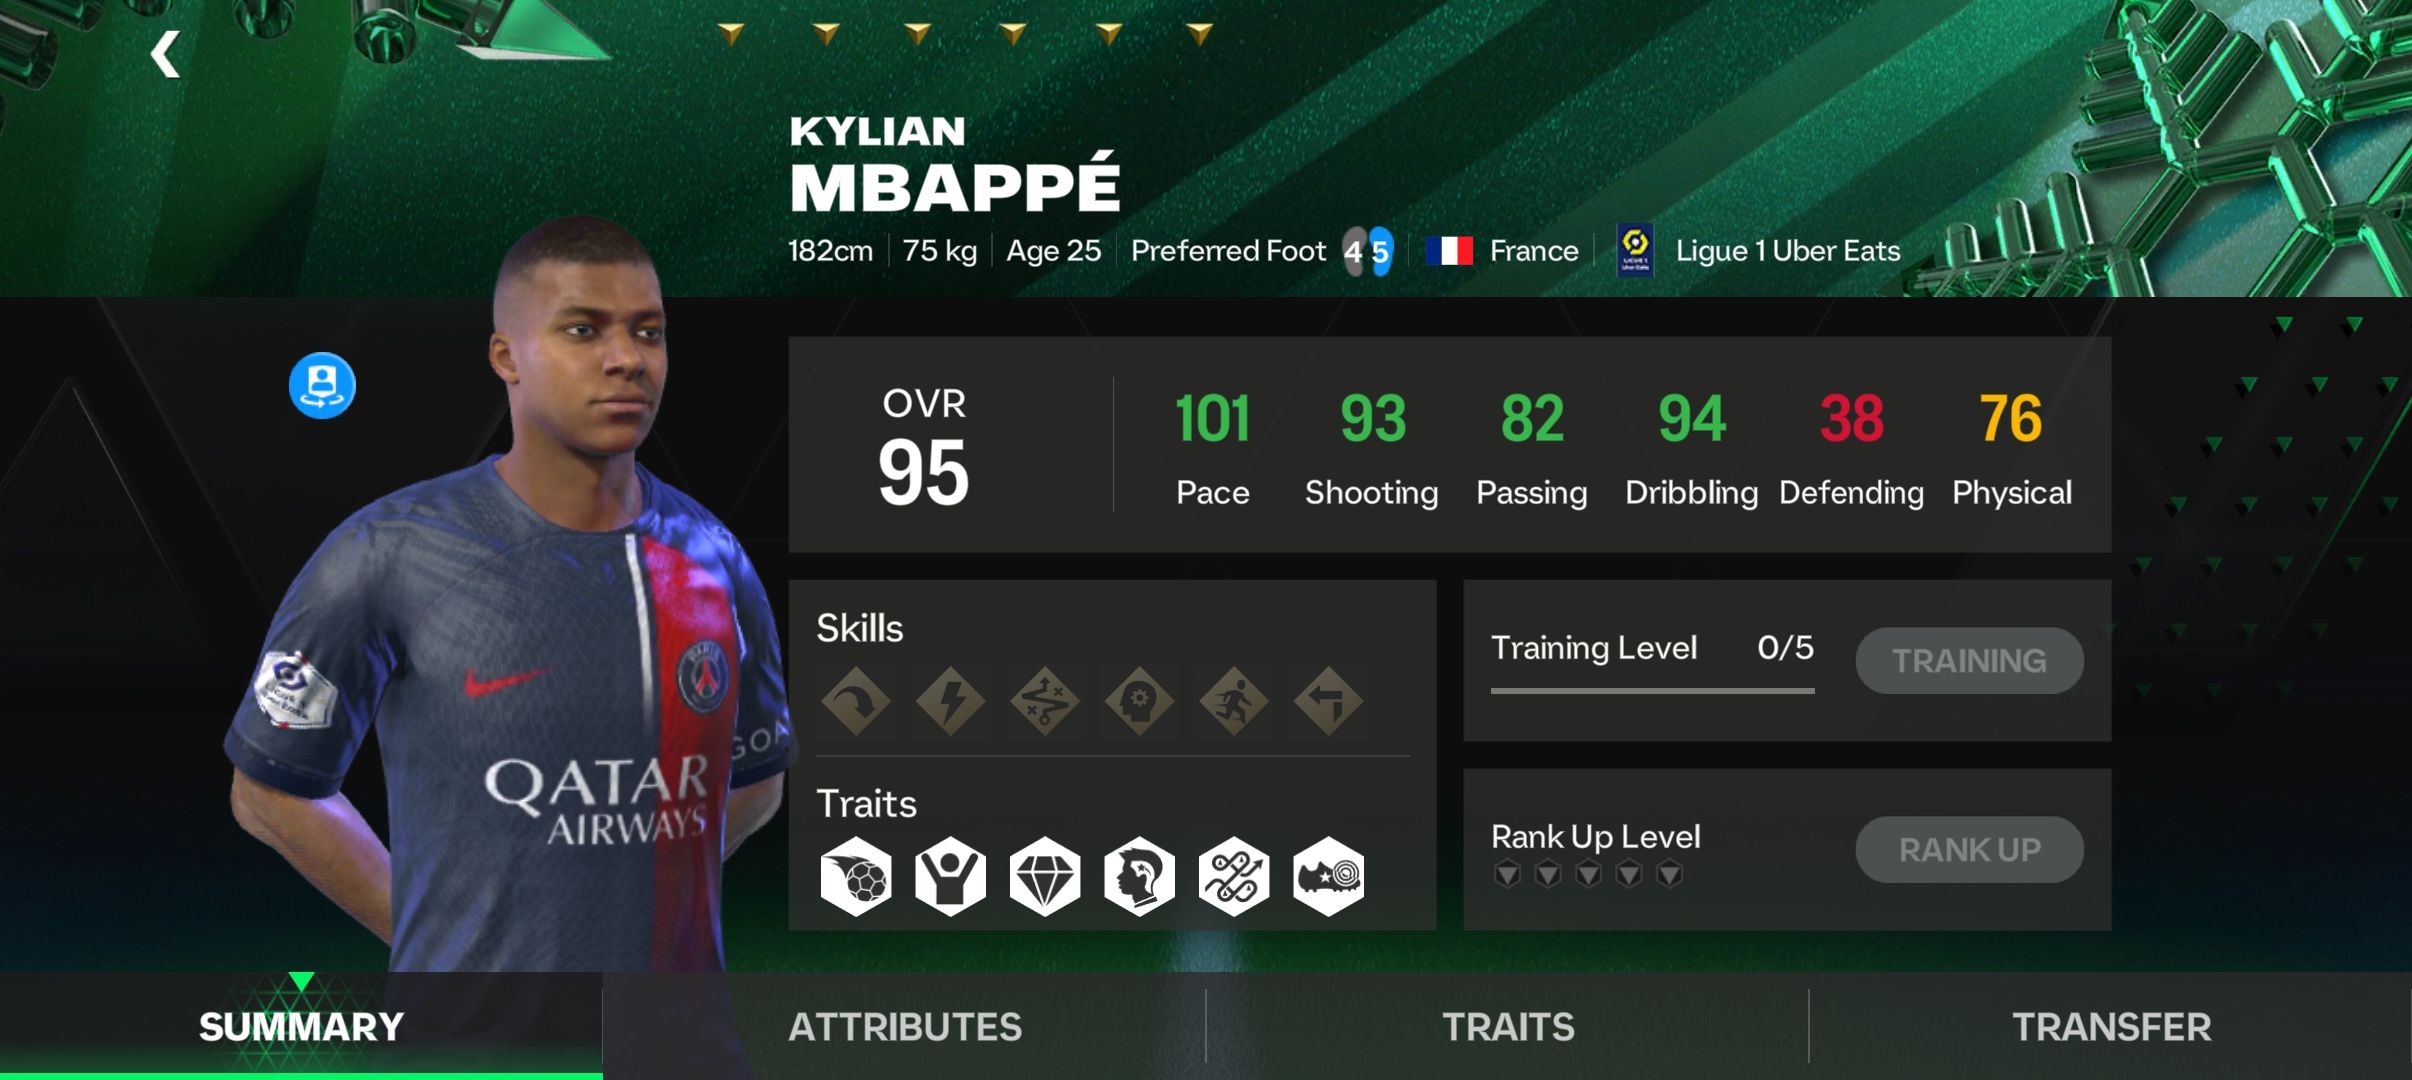 KYLIAN
MBAPPÉ
182cm 75 kg Age 25 Preferred Foot 4 5 France Ligue 1 Uber Eats
OVR
95
101 93 82 94 38 76
Pace Shooting Passing Dribbling Defending Physical
Skills
Training Level 0/5 TRAINING
Traits
Rank Up Level RANK UP
PARIS
GOA
QATAR
AIRWAYS
SUMMARY ATTRIBUTES TRAITS TRANSFER